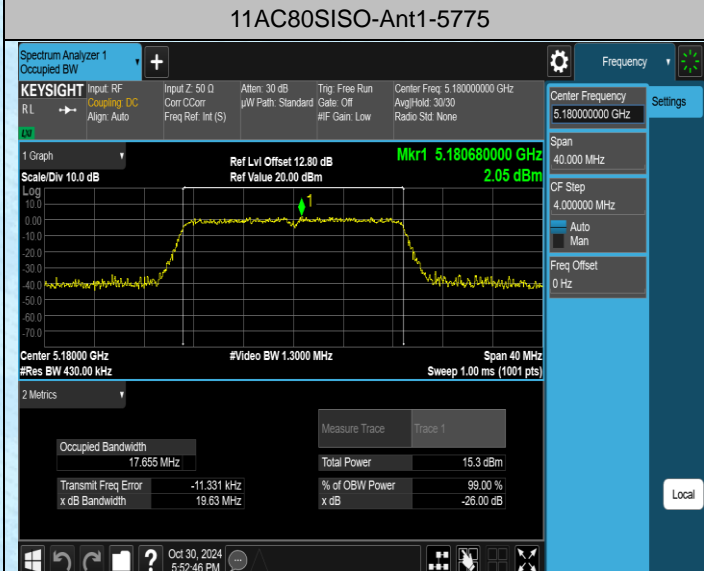 11AC80SISO-Ant1-5775
Spectrum Analyzer 1
Occupied BW
Frequency
KEYSIGHT
Input: RF
Coupling: DC
Align: Auto
Input Z: 50 Ω
Corr CCorr
Freq Ref: Int (S)
Atten: 30 dB
µW Path: Standard
Trig: Free Run
Gate: Off
#IF Gain: Low
Center Freq: 5.180000000 GHz
Avg|Hold: 30/30
Radio Std: None
RL
LXI
Center Frequency
5.180000000 GHz
Settings
Span
40.000 MHz
CF Step
4.000000 MHz
Auto
Man
Freq Offset
0 Hz
1 Graph
Ref Lvl Offset 12.80 dB
Mkr1 5.180680000 GHz
Scale/Div 10.0 dB
Ref Value 20.00 dBm
2.05 dBm
Log
10.0
0.00
-10.0
-20.0
-30.0
-40.0
-50.0
-60.0
-70.0
1
Center 5.18000 GHz
#Video BW 1.3000 MHz
Span 40 MHz
#Res BW 430.00 kHz
Sweep 1.00 ms (1001 pts)
2 Metrics
Measure Trace
Trace 1
Occupied Bandwidth
17.655 MHz
Total Power
15.3 dBm
Transmit Freq Error
-11.331 kHz
% of OBW Power
99.00 %
x dB Bandwidth
19.63 MHz
x dB
-26.00 dB
Local
Oct 30, 2024
5:52:46 PM